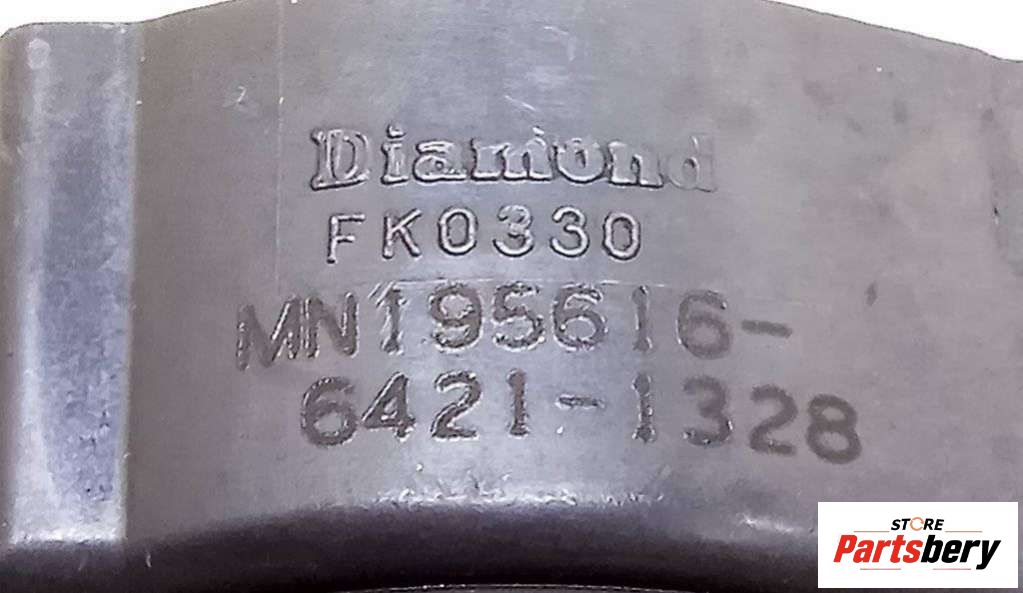 Diamond
FK0330
MN195616-
6421-1328
STORE
Partsbery